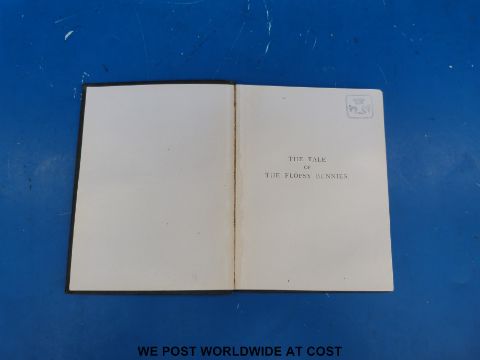 THE TALE
OF
THE FLOPSY BUNNIES
WE POST WORLDWIDE AT COST